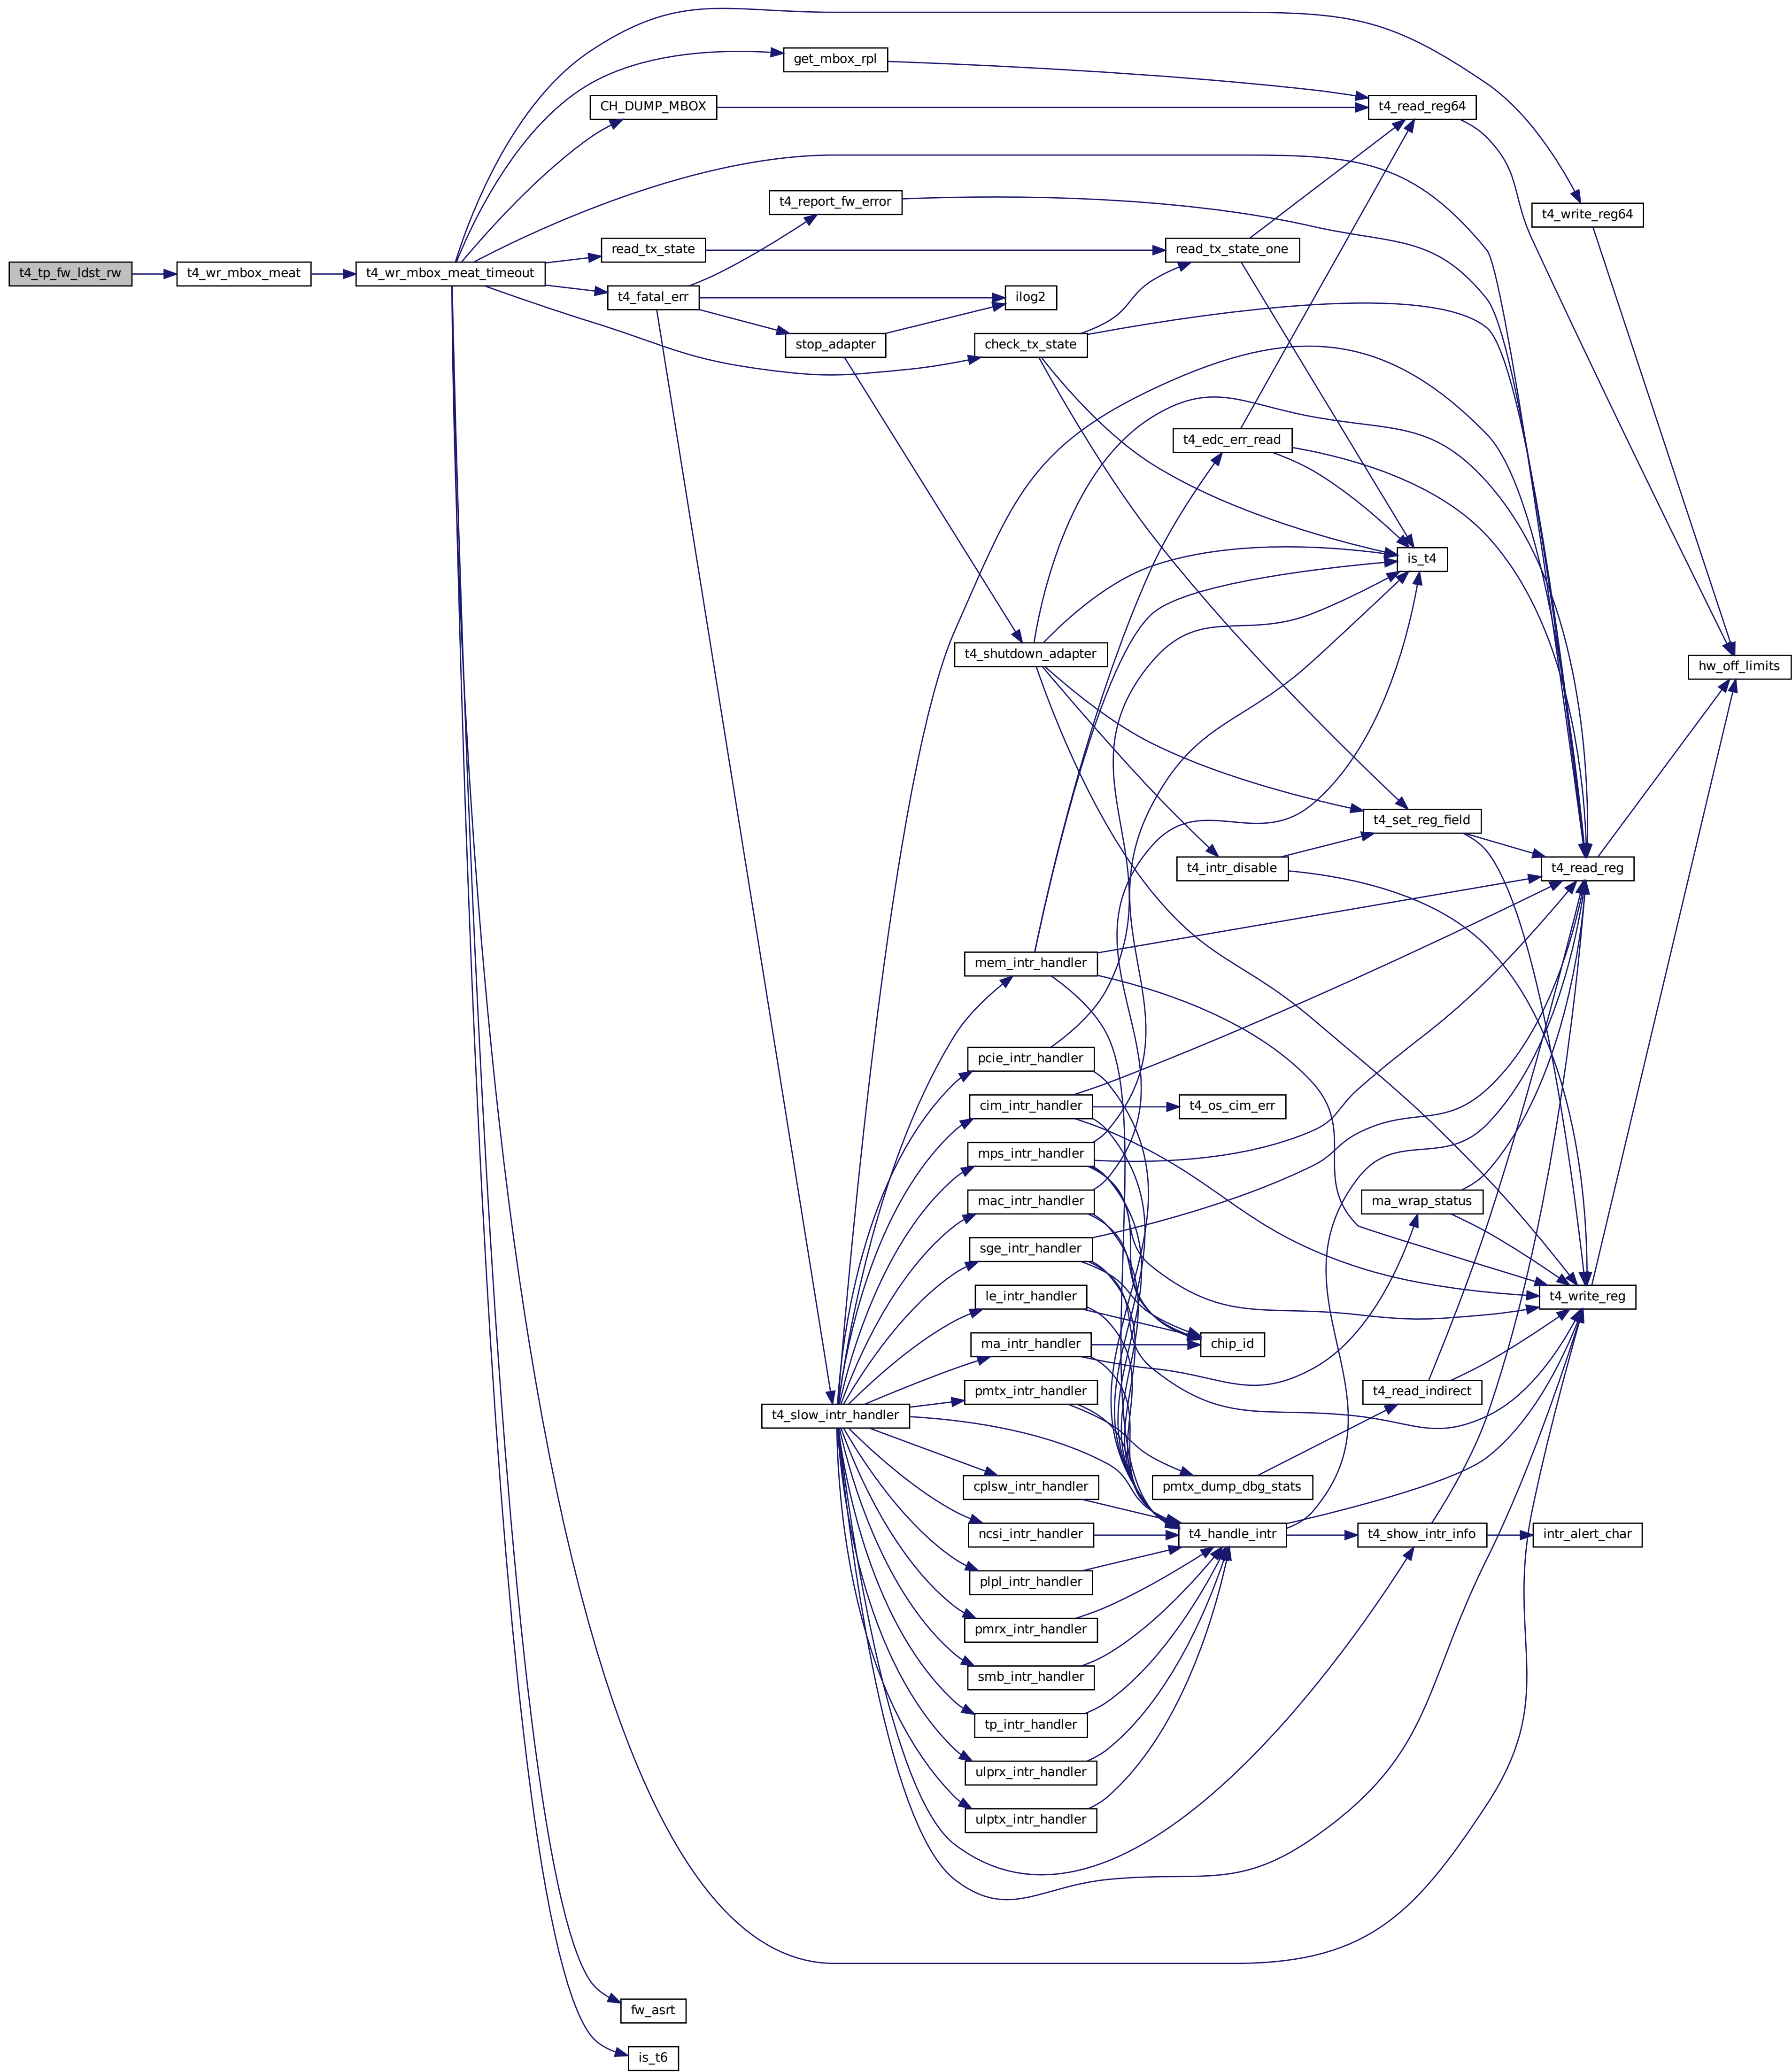 get_mbox_rpl
CH_DUMP_MBOX
t4_read_reg64
t4_report_fw_error
t4_write_reg64
read_tx_state
read_tx_state_one
t4_tp_fw_ldst_rw
t4_wr_mbox_meat
t4_wr_mbox_meat_timeout
t4_fatal_err
ilog2
stop_adapter
check_tx_state
t4_edc_err_read
is_t4
t4_shutdown_adapter
hw_off_limits
t4_set_reg_field
t4_intr_disable
t4_read_reg
mem_intr_handler
pcie_intr_handler
cim_intr_handler
t4_os_cim_err
mps_intr_handler
mac_intr_handler
ma_wrap_status
sge_intr_handler
le_intr_handler
t4_write_reg
ma_intr_handler
chip_id
pmtx_intr_handler
t4_read_indirect
t4_slow_intr_handler
cplsw_intr_handler
pmtx_dump_dbg_stats
ncsi_intr_handler
t4_handle_intr
t4_show_intr_info
intr_alert_char
plpl_intr_handler
pmrx_intr_handler
smb_intr_handler
tp_intr_handler
ulprx_intr_handler
ulptx_intr_handler
fw_asrt
is_t6